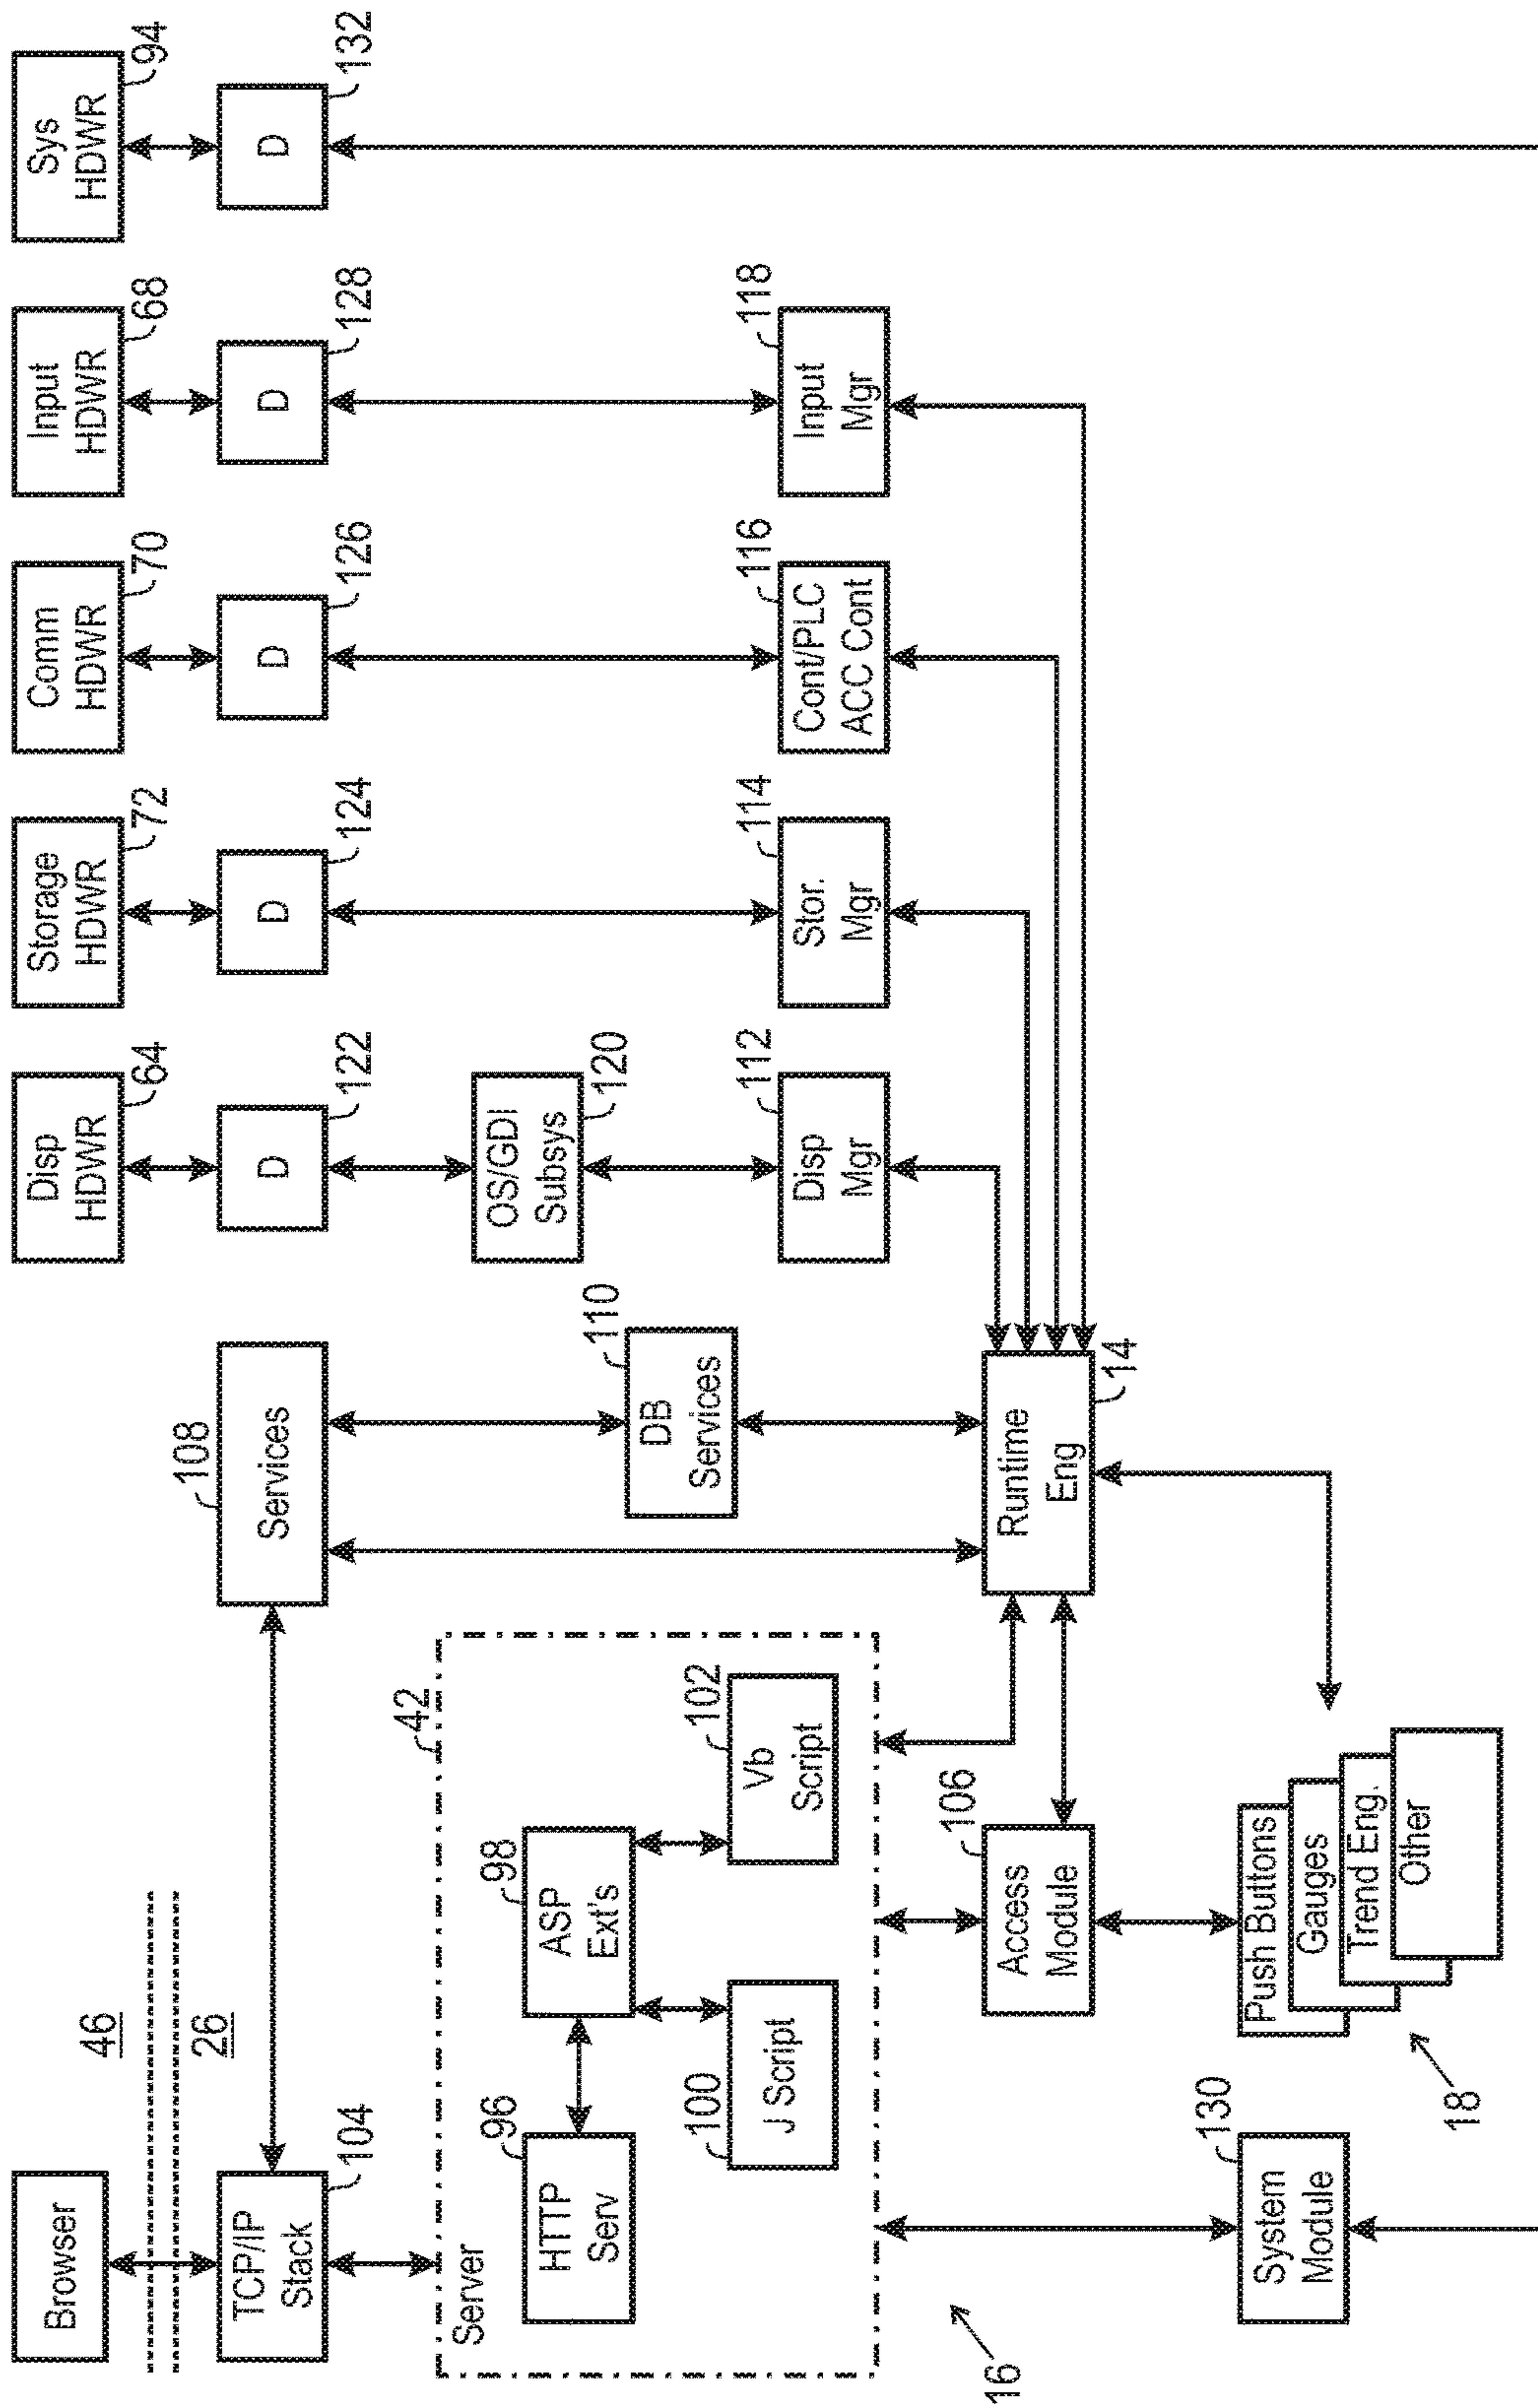 Browser
46
26
TCP/IP
Stack
104
Services
108
Disp
HDWR
64
Storage
HDWR
72
Comm
HDWR
70
Input
HDWR
68
Sys
HDWR
94
D
122
D
124
D
126
D
128
D
132
Server
42
HTTP
Serv
96
ASP
Ext's
98
J Script
100
Vb
Script
102
DB
Services
110
OS/GDI
Subsys
120
Disp
Mgr
112
Stor.
Mgr
114
Cont/PLC
ACC Cont
116
Input
Mgr
118
16
Access
Module
106
Runtime
Eng
14
System
Module
130
Push Buttons
Gauges
Trend Eng.
Other
18